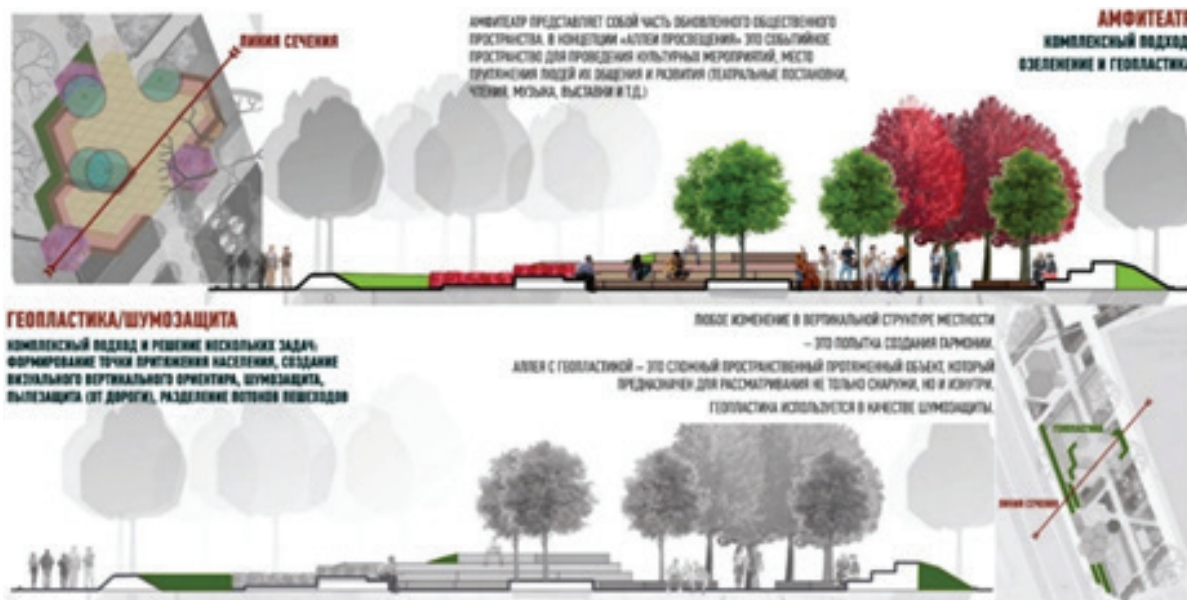 ЛИНИЯ СЕЧЕНИЯ
АМФИТЕАТР ПРЕДСТАВЛЯЕТ СОБОЙ ЧАСТЬ ОБНОВЛЕННОГО ОБЩЕСТВЕННОГО
ПРОСТРАНСТВА. В КОНЦЕПЦИИ «АЛЛЕИ ПРОСВЕЩЕНИЯ» ЭТО СОБЫТИЙНОЕ
ПРОСТРАНСТВО ДЛЯ ПРОВЕДЕНИЯ КУЛЬТУРНЫХ МЕРОПРИЯТИЙ, МЕСТО
ПРИТЯЖЕНИЯ ЛЮДЕЙ ИХ ОБЩЕНИЯ И РАЗВИТИЯ (ТЕАТРАЛЬНЫЕ ПОСТАНОВКИ,
ЧТЕНИЯ, МУЗЫКА, ВЫСТАВКИ И Т.Д.)
АМФИТЕАТР
КОМПЛЕКСНЫЙ ПОДХОД
ОЗЕЛЕНЕНИЕ И ГЕОПЛАСТИКА
ГЕОПЛАСТИКА/ШУМОЗАЩИТА
КОМПЛЕКСНЫЙ ПОДХОД И РЕШЕНИЕ НЕСКОЛЬКИХ ЗАДАЧ:
ФОРМИРОВАНИЕ ТОЧКИ ПРИТЯЖЕНИЯ НАСЕЛЕНИЯ, СОЗДАНИЕ
ВИЗУАЛЬНОГО ВЕРТИКАЛЬНОГО ОРИЕНТИРА, ШУМОЗАЩИТА,
ПЫЛЕЗАЩИТА (ОТ ДОРОГИ), РАЗДЕЛЕНИЕ ПОТОКОВ ПЕШЕХОДОВ
ЛЮБОЕ ИЗМЕНЕНИЕ В ВЕРТИКАЛЬНОЙ СТРУКТУРЕ МЕСТНОСТИ
– ЭТО ПОПЫТКА СОЗДАНИЯ ГАРМОНИИ.
АЛЛЕЯ С ГЕОПЛАСТИКОЙ – ЭТО СЛОЖНЫЙ ПРОСТРАНСТВЕННЫЙ ПРОТЯЖЕННЫЙ ОБЪЕКТ, КОТОРЫЙ
ПРЕДНАЗНАЧЕН ДЛЯ РАССМАТРИВАНИЯ НЕ ТОЛЬКО СНАРУЖИ, НО И ИЗНУТРИ.
ГЕОПЛАСТИКА ИСПОЛЬЗУЕТСЯ В КАЧЕСТВЕ ШУМОЗАЩИТЫ.
ГЕОПЛАСТИКА
ЛИНИЯ СЕЧЕНИЯ